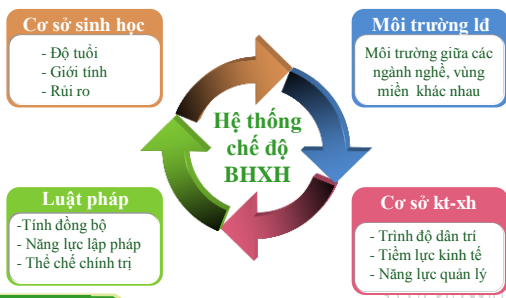 Cơ sở sinh học
- Độ tuổi
- Giới tính
- Rủi ro
Môi trường lđ
Môi trường giữa các
ngành nghề, vùng
miền khác nhau
Hệ thống
chế độ
BHXH
Luật pháp
-Tính đồng bộ
- Năng lực lập pháp
- Thể chế chính trị
Cơ sở kt-xh
- Trình độ dân trí
- Tiềm lực kinh tế
- Năng lực quản lý